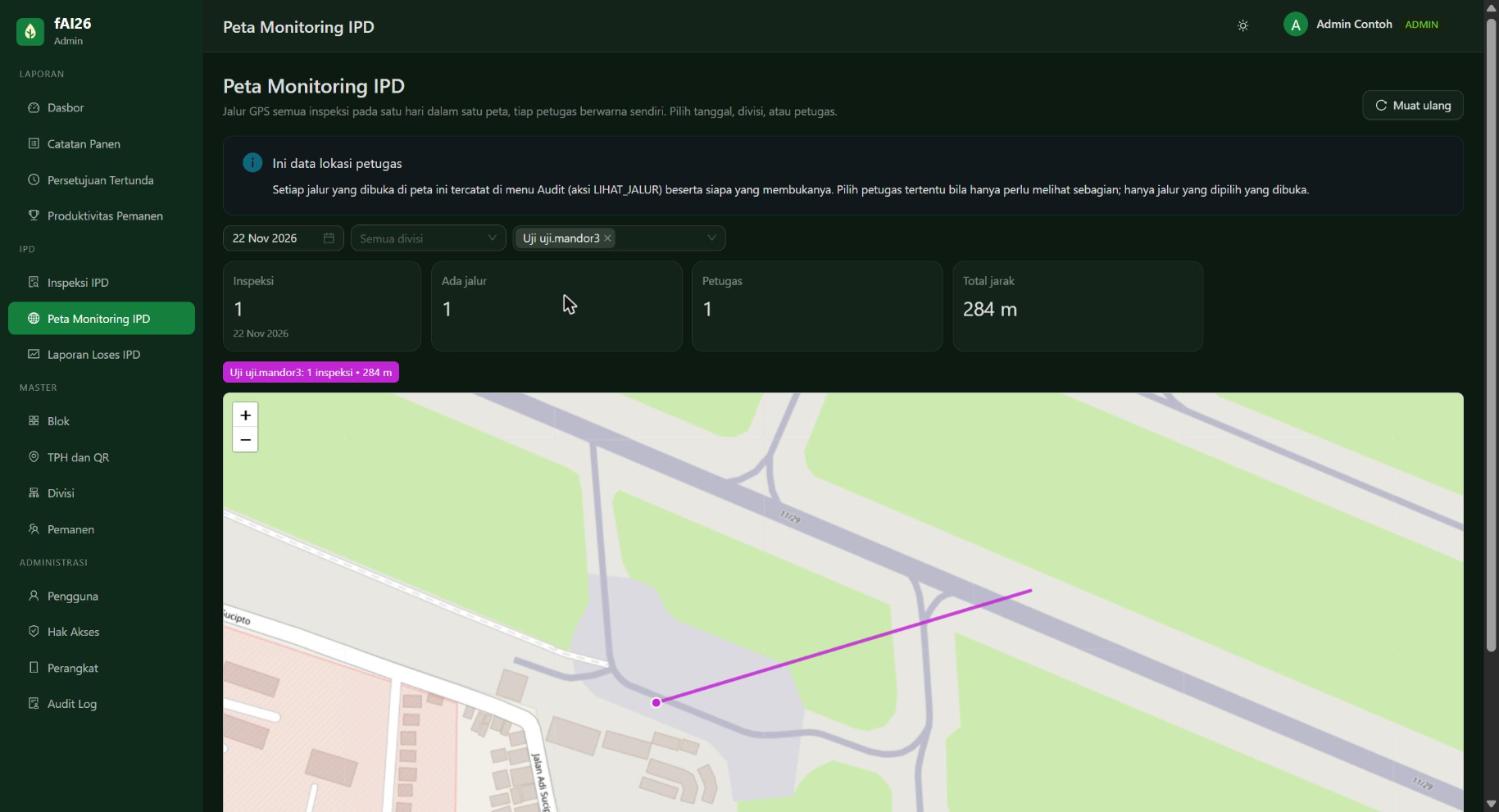 fAI26
Admin
LAPORAN
Dasbor
Catatan Panen
Persetujuan Tertunda
Produktivitas Pemanen
IPD
Inspeksi IPD
Peta Monitoring IPD
Laporan Loses IPD
MASTER
Blok
TPH dan QR
Divisi
Pemanen
ADMINISTRASI
Pengguna
Hak Akses
Perangkat
Audit Log
Peta Monitoring IPD
A Admin Contoh ADMIN
Peta Monitoring IPD
Jalur GPS semua inspeksi pada satu hari dalam satu peta, tiap petugas berwarna sendiri. Pilih tanggal, divisi, atau petugas.
Muat ulang
Ini data lokasi petugas
Setiap jalur yang dibuka di peta ini tercatat di menu Audit (aksi LIHAT_JALUR) beserta siapa yang membukanya. Pilih petugas tertentu bila hanya perlu melihat sebagian; hanya jalur yang dipilih yang dibuka.
22 Nov 2026 Semua divisi Uji uji.mandor3
Inspeksi
1
22 Nov 2026
Ada jalur
1
Petugas
1
Total jarak
284 m
Uji uji.mandor3: 1 inspeksi • 284 m
+
−
11/29
Sucipto
Jalan Adi Sucip
11/29